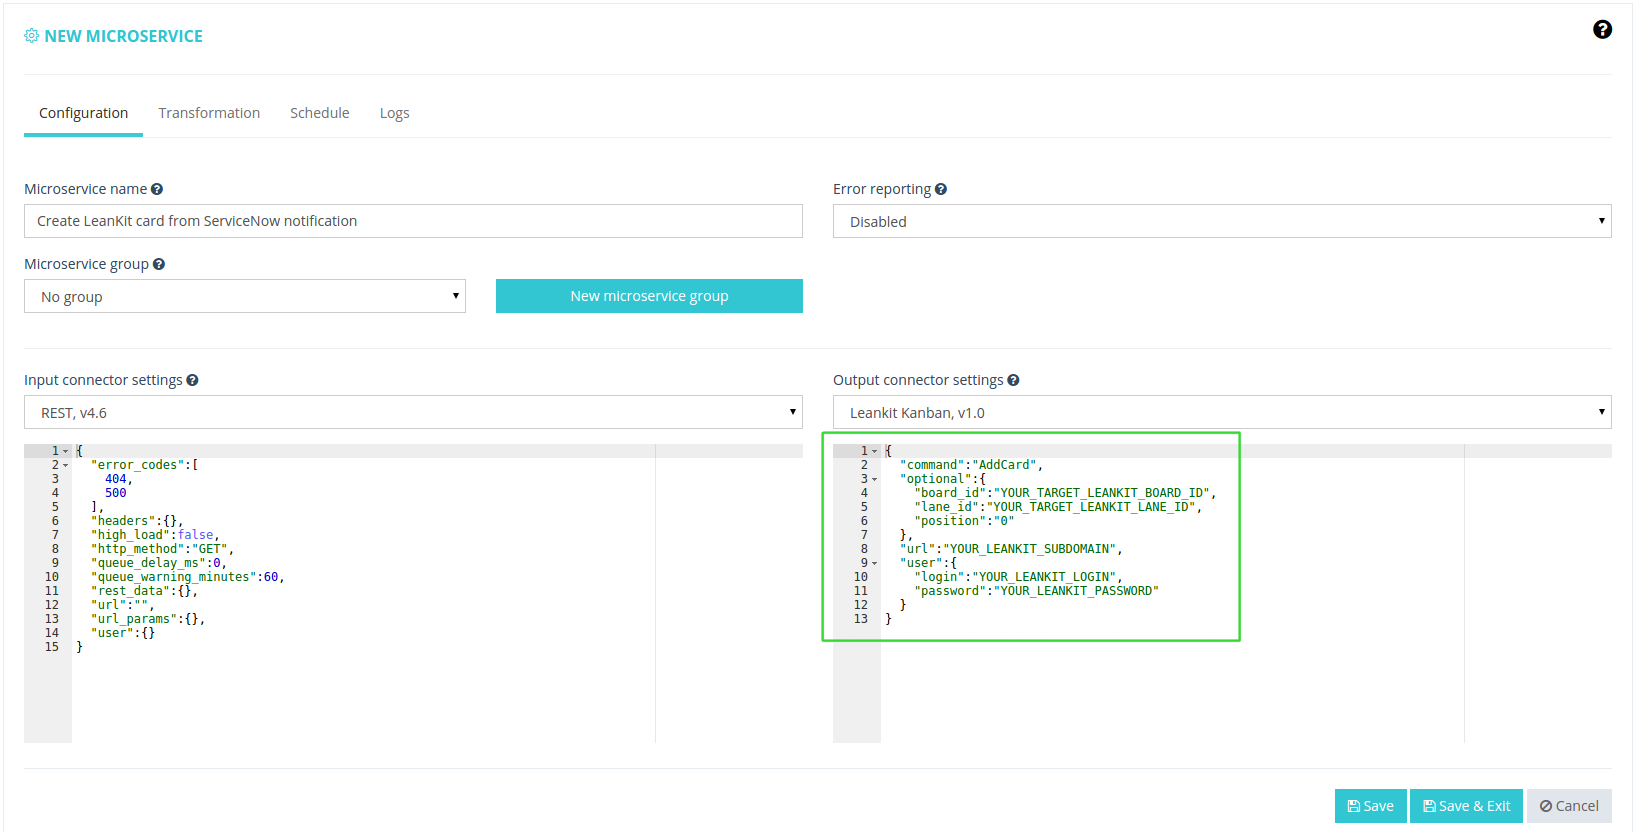 NEW MICROSERVICE
Configuration Transformation Schedule Logs
Microservice name
Create LeanKit card from ServiceNow notification
Error reporting
Disabled
Microservice group
No group
New microservice group
Input connector settings
REST, v4.6
1 {
2 "error_codes":[
3 404,
4 500
5 ],
6 "headers":{},
7 "high_load":false,
8 "http_method":"GET",
9 "queue_delay_ms":0,
10 "queue_warning_minutes":60,
11 "rest_data":{},
12 "url":"",
13 "url_params":{},
14 "user":{}
15 }
Output connector settings
Leankit Kanban, v1.0
1 {
2 "command":"AddCard",
3 "optional":{
4 "board_id":"YOUR_TARGET_LEANKIT_BOARD_ID",
5 "lane_id":"YOUR_TARGET_LEANKIT_LANE_ID",
6 "position":"0"
7 },
8 "url":"YOUR_LEANKIT_SUBDOMAIN",
9 "user":{
10 "login":"YOUR_LEANKIT_LOGIN",
11 "password":"YOUR_LEANKIT_PASSWORD"
12 }
13 }
Save Save & Exit Cancel